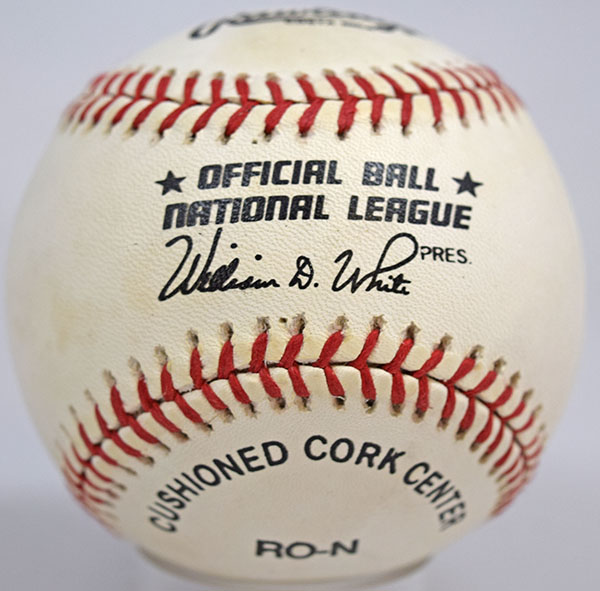 ★ OFFICIAL BALL ★
NATIONAL LEAGUE
William D. White PRES.
CUSHIONED CORK CENTER
RO-N